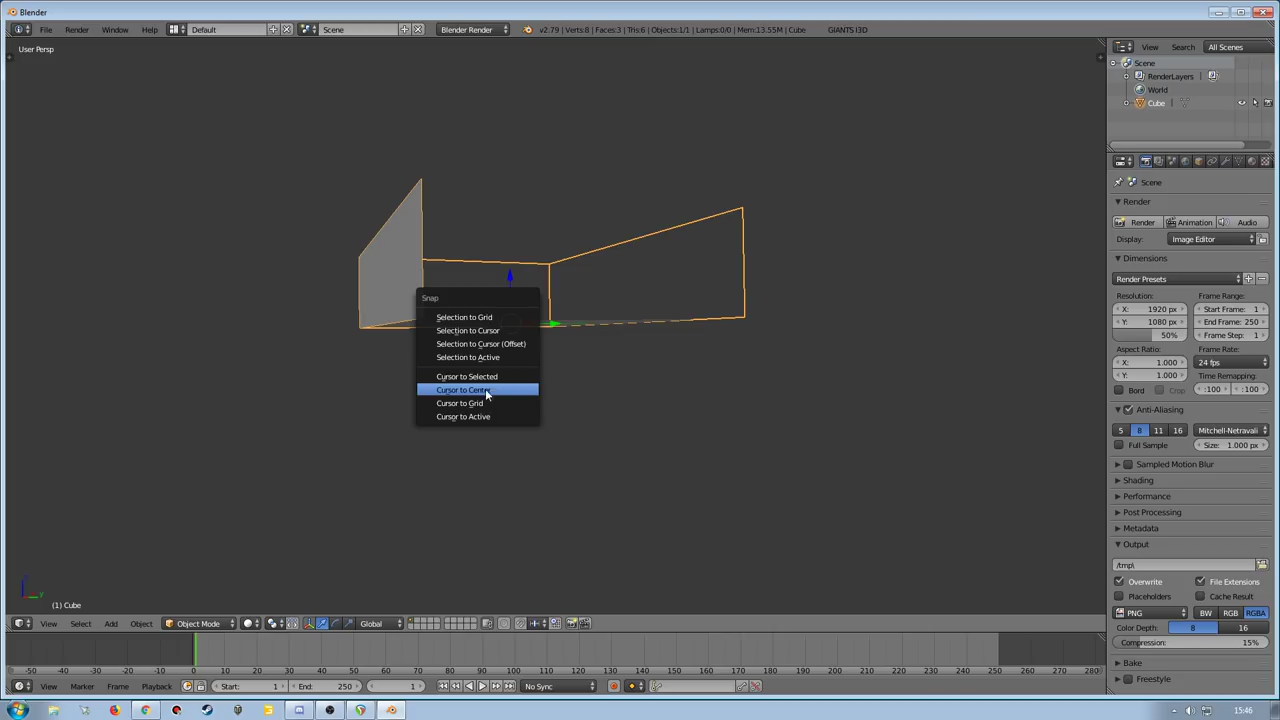 Blender
File Render Window Help Default Scene Blender Render v2.79 | Verts:8 | Faces:3 | Tris:6 | Objects:1/1 | Lamps:0/0 | Mem:13.55M | Cube GIANTS I3D
User Persp
View Search All Scenes
Scene
RenderLayers
World
Cube
Scene
Render
Render Animation Audio
Display: Image Editor
Dimensions
Render Presets
Resolution: Frame Range:
X: 1920 px Start Frame: 1
Y: 1080 px End Frame: 250
50% Frame Step: 1
Aspect Ratio: Frame Rate:
X: 1.000 24 fps
Y: 1.000 Time Remapping:
Bord Crop :100 :100
Anti-Aliasing
5 8 11 16 Mitchell-Netravali
Full Sample Size: 1.000 px
Sampled Motion Blur
Shading
Performance
Post Processing
Metadata
Output
/tmp\
Overwrite File Extensions
Placeholders Cache Result
PNG BW RGB RGBA
Color Depth: 8 16
Compression: 15%
Bake
Freestyle
Snap
Selection to Grid
Selection to Cursor
Selection to Cursor (Offset)
Selection to Active
Cursor to Selected
Cursor to Center
Cursor to Grid
Cursor to Active
(1) Cube
View Select Add Object Object Mode Global
-50 -40 -30 -20 -10 0 10 20 30 40 50 60 70 80 90 100 110 120 130 140 150 160 170 180 190 200 210 220 230 240 250 260 270 280
View Marker Frame Playback Start: 1 End: 250 1 No Sync
15:46